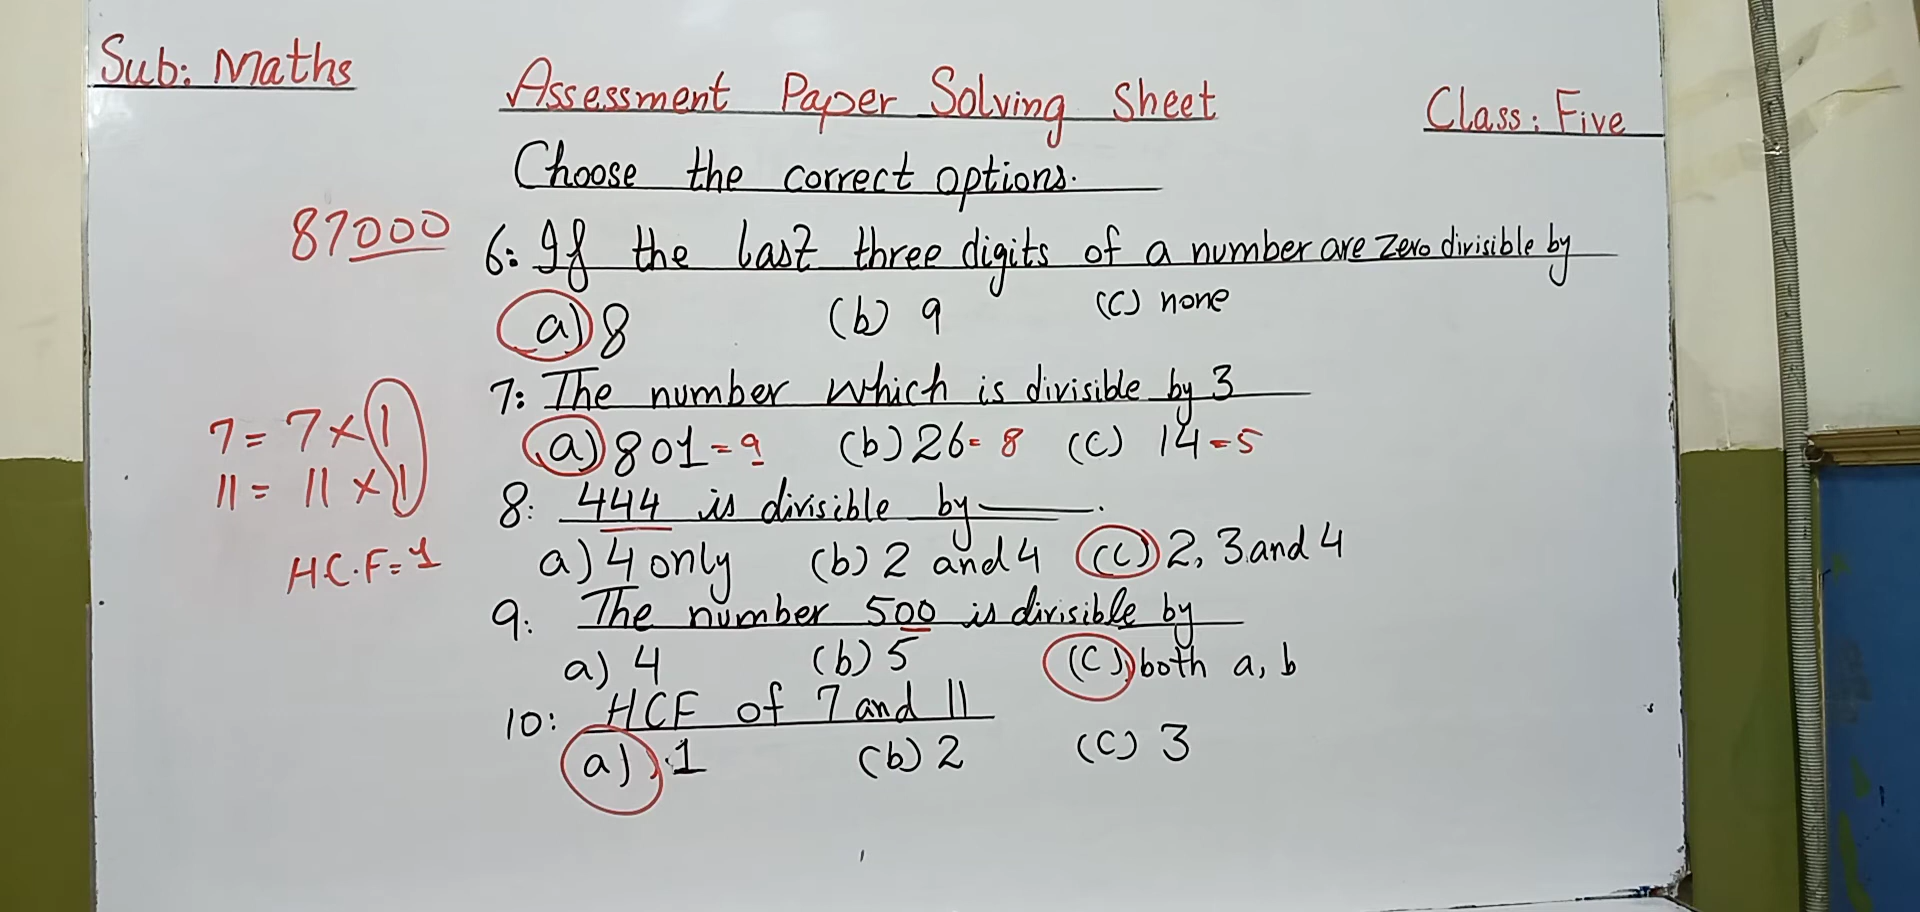 Sub: Maths
Assessment Paper Solving Sheet
Class: Five
Choose the correct options.
87000
6: If the last three digits of a number are zero divisible by
a) 8 (b) 9 (c) none
7: The number which is divisible by 3
a) 801 = 9 (b) 26 = 8 (c) 14 = 5
7 = 7 × 1
11 = 11 × 1
H.C.F = 1
8: 444 is divisible by ——.
a) 4 only (b) 2 and 4 (c) 2, 3 and 4
9: The number 500 is divisible by
a) 4 (b) 5 (c) both a, b
10: HCF of 7 and 11
a) 1 (b) 2 (c) 3